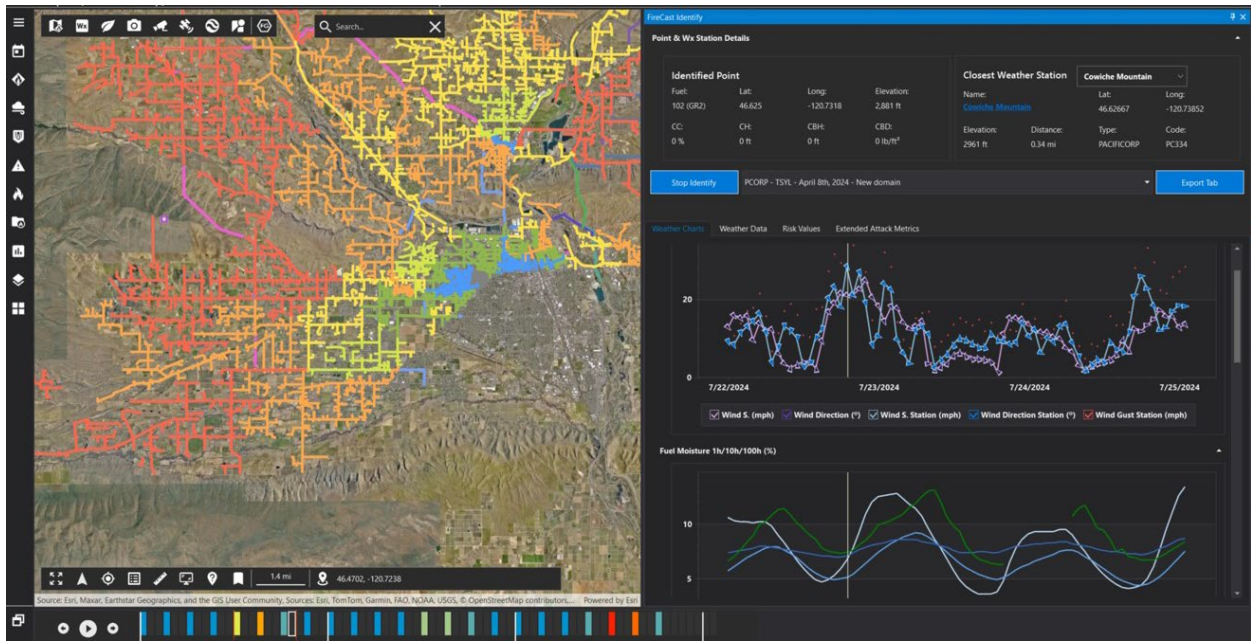 Wx
FC
Search...
FireCast Identify
Point & Wx Station Details
Identified Point
Fuel: Lat: Long: Elevation:
102 (GR2) 46.625 -120.7318 2,881 ft
CC: CH: CBH: CBD:
0 % 0 ft 0 ft 0 lb/ft³
Closest Weather Station Cowiche Mountain
Name: Lat: Long:
Cowiche Mountain 46.62667 -120.73852
Elevation: Distance: Type: Code:
2961 ft 0.34 mi PACIFICORP PC334
Stop Identify PCORP - TSYL - April 8th, 2024 - New domain Export Tab
Weather Charts Weather Data Risk Values Extended Attack Metrics
20
0
7/22/2024 7/23/2024 7/24/2024 7/25/2024
Wind S. (mph) Wind Direction (º) Wind S. Station (mph) Wind Direction Station (º) Wind Gust Station (mph)
Fuel Moisture 1h/10h/100h (%)
10
5
1.4 mi 46.4702, -120.7238
Source: Esri, Maxar, Earthstar Geographics, and the GIS User Community, Sources: Esri, TomTom, Garmin, FAO, NOAA, USGS, © OpenStreetMap contributors,... Powered by Esri